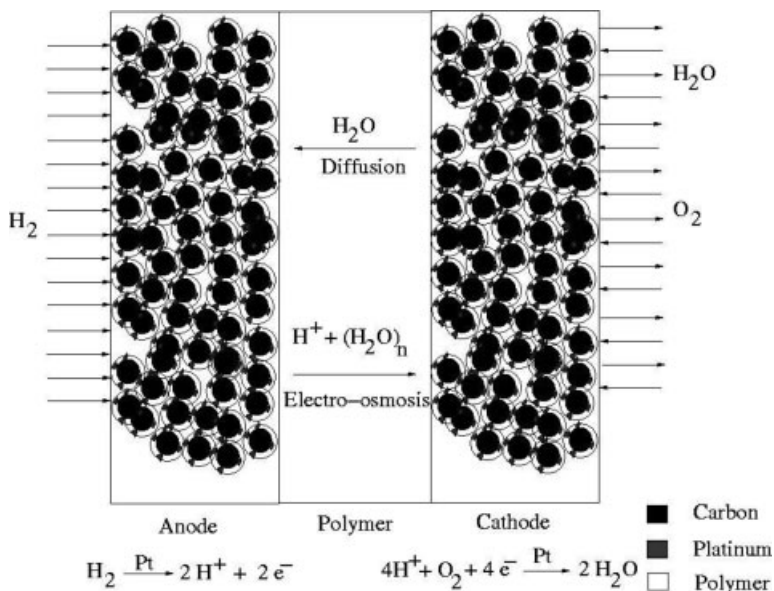 H₂O
H₂O
Diffusion
H₂
O₂
H⁺ + (H₂O)ₙ
Electro-osmosis
Anode
Polymer
Cathode
Carbon
Platinum
Polymer
H₂ Pt → 2 H⁺ + 2 e⁻
4H⁺ + O₂ + 4 e⁻ Pt → 2 H₂O